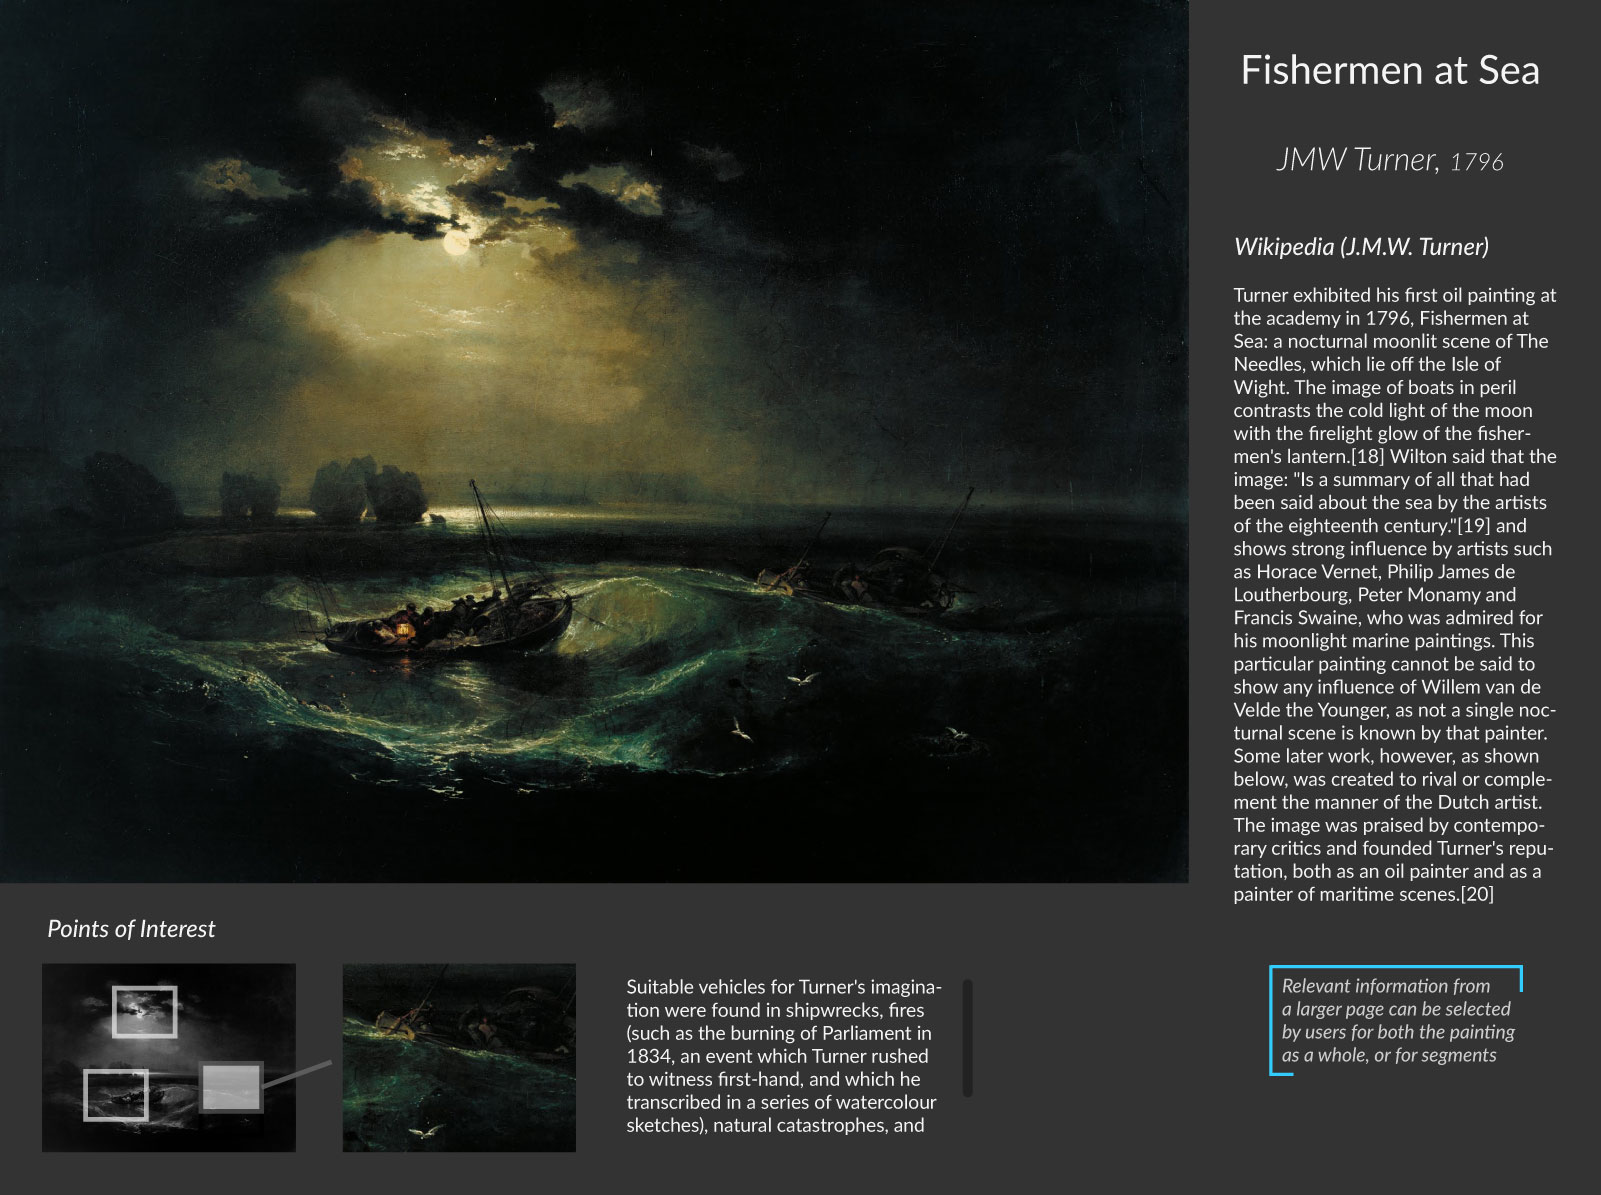 Fishermen at Sea
JMW Turner, 1796
Wikipedia (J.M.W. Turner)
Turner exhibited his first oil painting at
the academy in 1796, Fishermen at
Sea: a nocturnal moonlit scene of The
Needles, which lie off the Isle of
Wight. The image of boats in peril
contrasts the cold light of the moon
with the firelight glow of the fisher-
men's lantern.[18] Wilton said that the
image: "Is a summary of all that had
been said about the sea by the artists
of the eighteenth century."[19] and
shows strong influence by artists such
as Horace Vernet, Philip James de
Loutherbourg, Peter Monamy and
Francis Swaine, who was admired for
his moonlight marine paintings. This
particular painting cannot be said to
show any influence of Willem van de
Velde the Younger, as not a single noc-
turnal scene is known by that painter.
Some later work, however, as shown
below, was created to rival or comple-
ment the manner of the Dutch artist.
The image was praised by contempo-
rary critics and founded Turner's repu-
tation, both as an oil painter and as a
painter of maritime scenes.[20]
Points of Interest
Suitable vehicles for Turner's imagina-
tion were found in shipwrecks, fires
(such as the burning of Parliament in
1834, an event which Turner rushed
to witness first-hand, and which he
transcribed in a series of watercolour
sketches), natural catastrophes, and
Relevant information from
a larger page can be selected
by users for both the painting
as a whole, or for segments